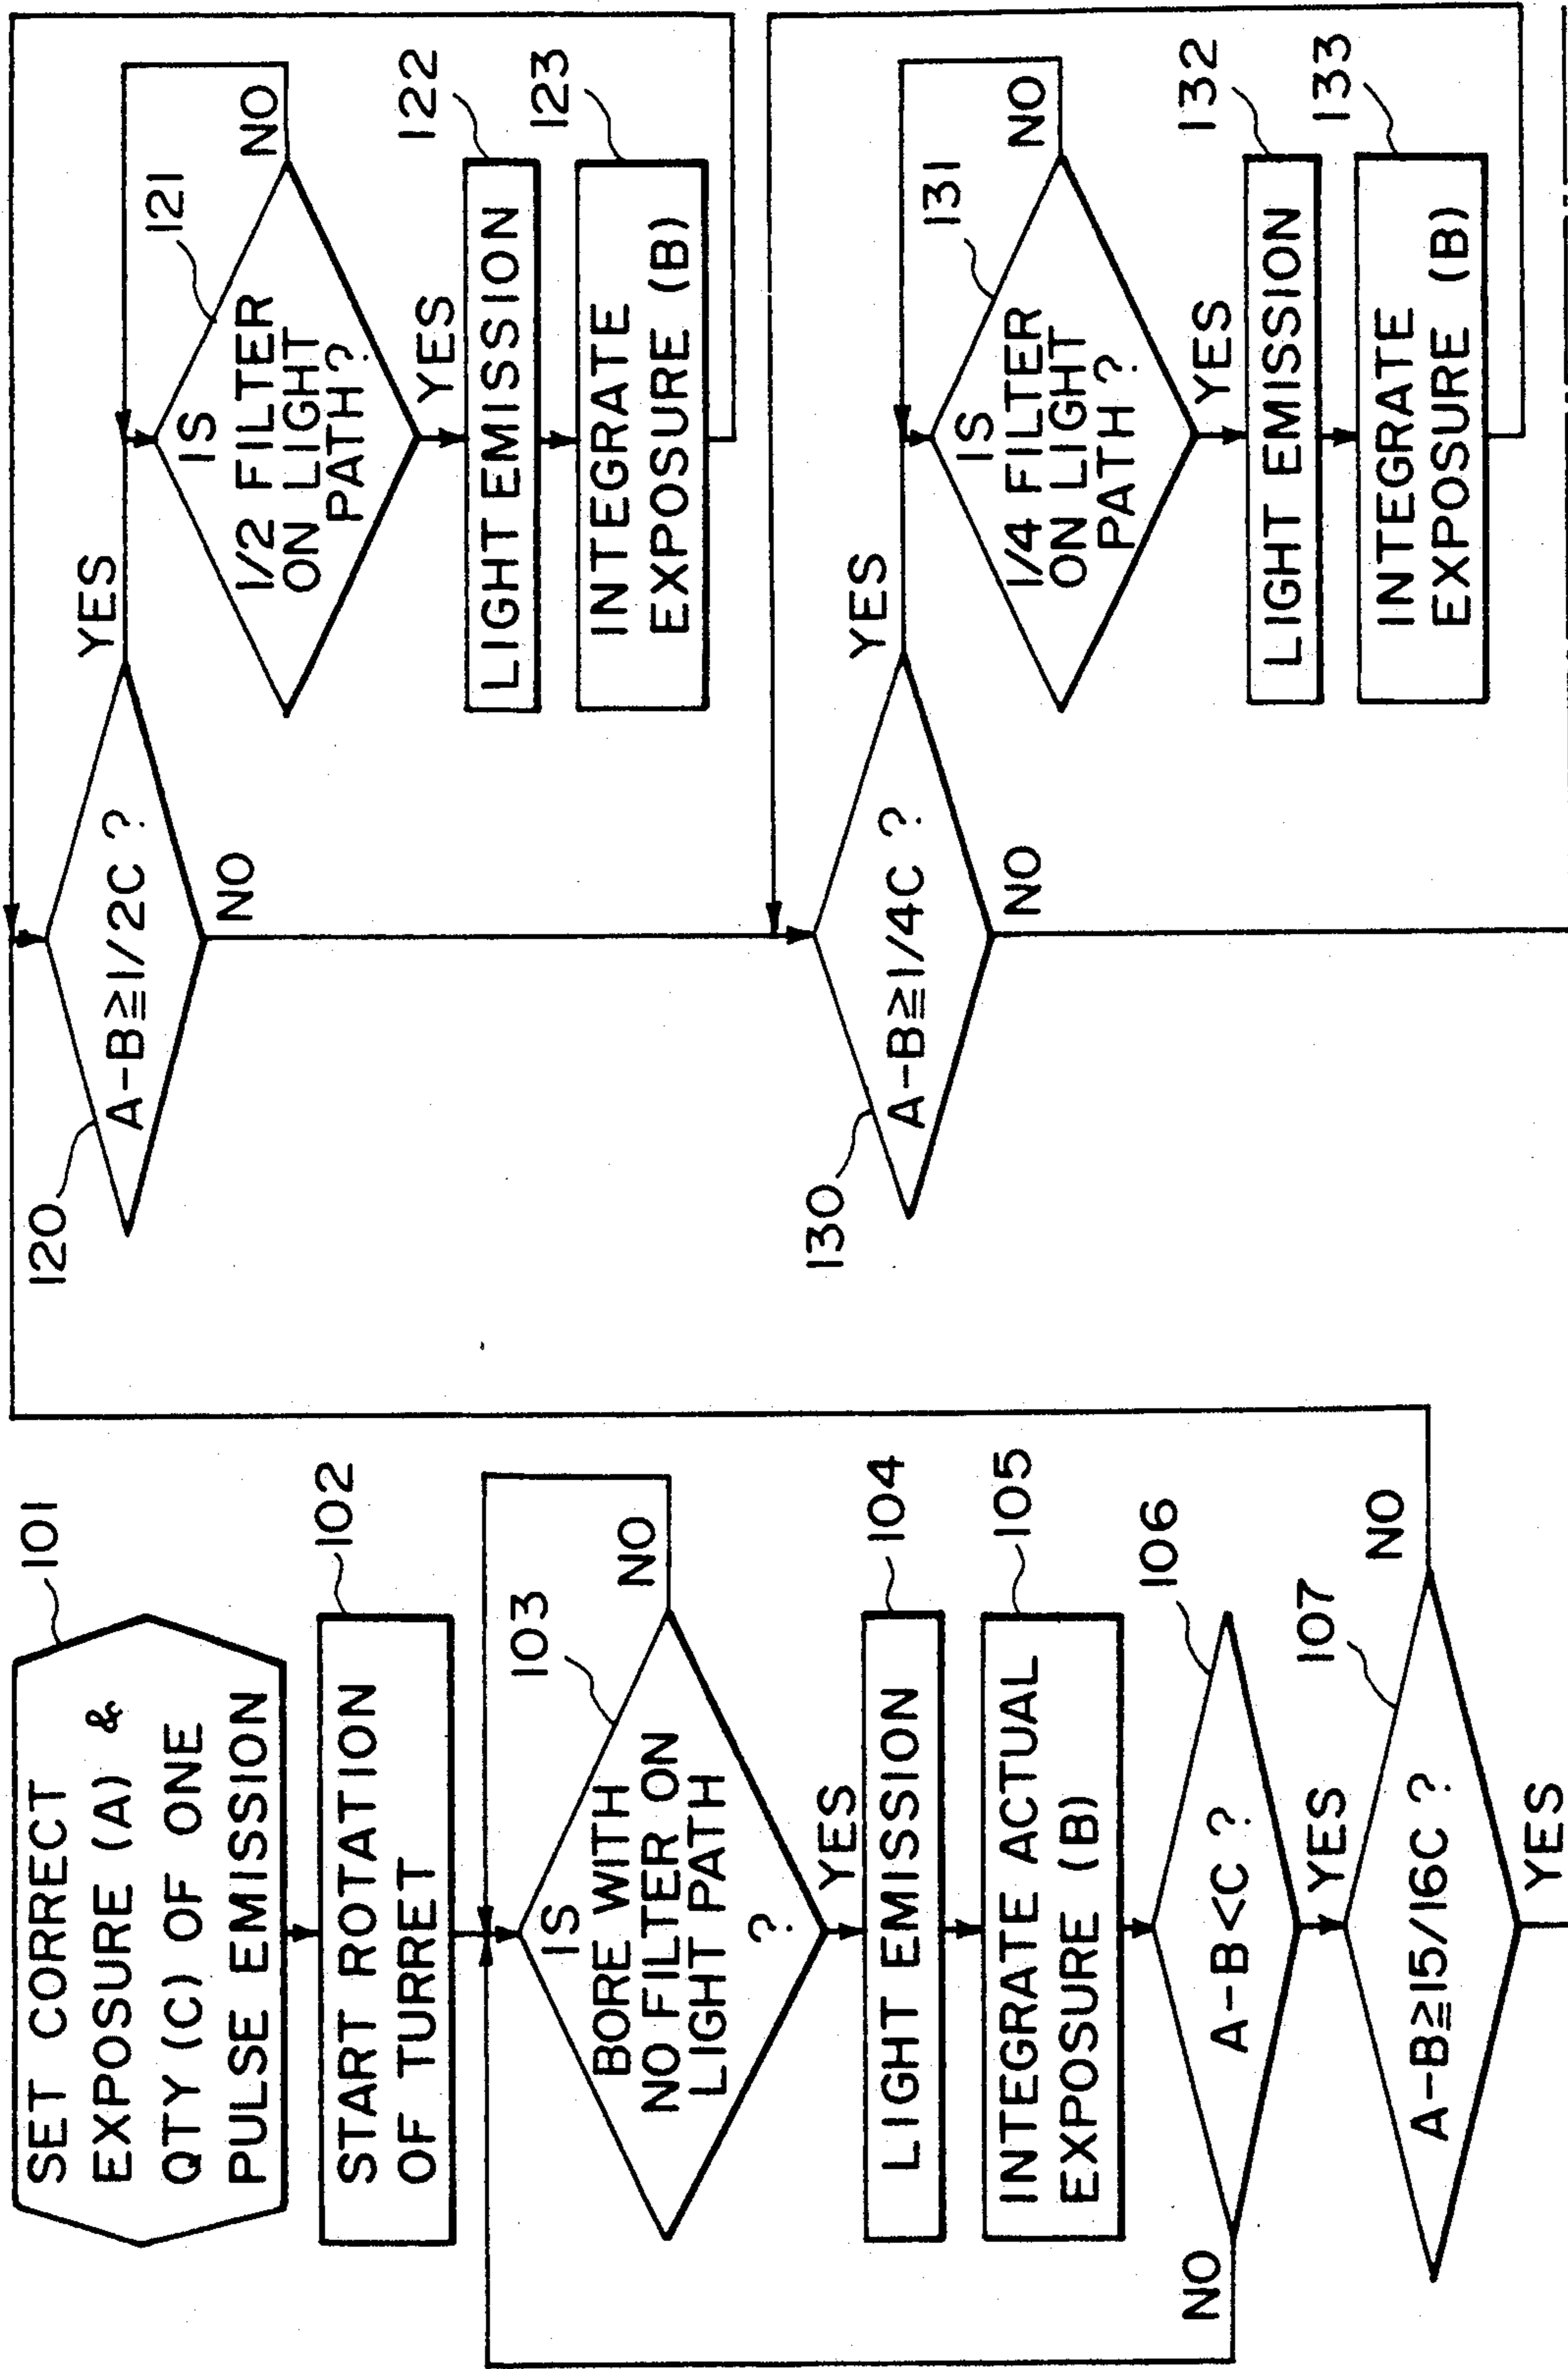 SET CORRECT
EXPOSURE (A) &
QTY (C) OF ONE
PULSE EMISSION
101
START ROTATION
OF TURRET
102
IS
BORE WITH
NO FILTER ON
LIGHT PATH
?
103
NO
YES
LIGHT EMISSION
104
INTEGRATE ACTUAL
EXPOSURE (B)
105
A-B<C ?
106
NO
YES
A-B≧15/16C ?
107
NO
YES
120
A-B≧1/2C ?
YES
NO
IS
1/2 FILTER
ON LIGHT
PATH?
121
NO
YES
LIGHT EMISSION
122
INTEGRATE
EXPOSURE (B)
123
130
A-B≧1/4C ?
YES
NO
IS
1/4 FILTER
ON LIGHT
PATH?
131
NO
YES
LIGHT EMISSION
132
INTEGRATE
EXPOSURE (B)
133